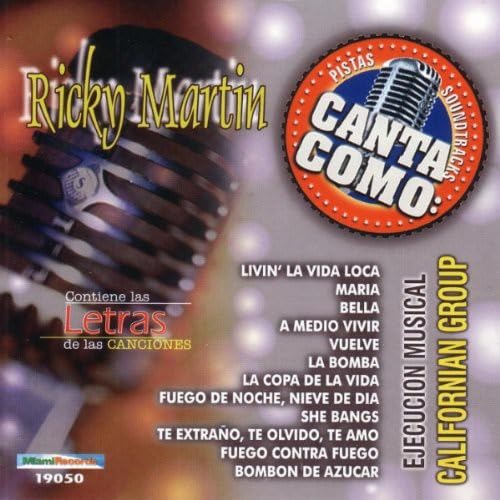 Ricky Martin
PISTAS
SOUNDTRACKS
CANTA
COMO:
LIVIN' LA VIDA LOCA
MARIA
BELLA
A MEDIO VIVIR
VUELVE
LA BOMBA
LA COPA DE LA VIDA
FUEGO DE NOCHE, NIEVE DE DIA
SHE BANGS
TE EXTRAÑO, TE OLVIDO, TE AMO
FUEGO CONTRA FUEGO
BOMBON DE AZUCAR
EJECUCION MUSICAL
CALIFORNIAN GROUP
Contiene las
Letras
de las CANCIONES
MiamiRecords
19050